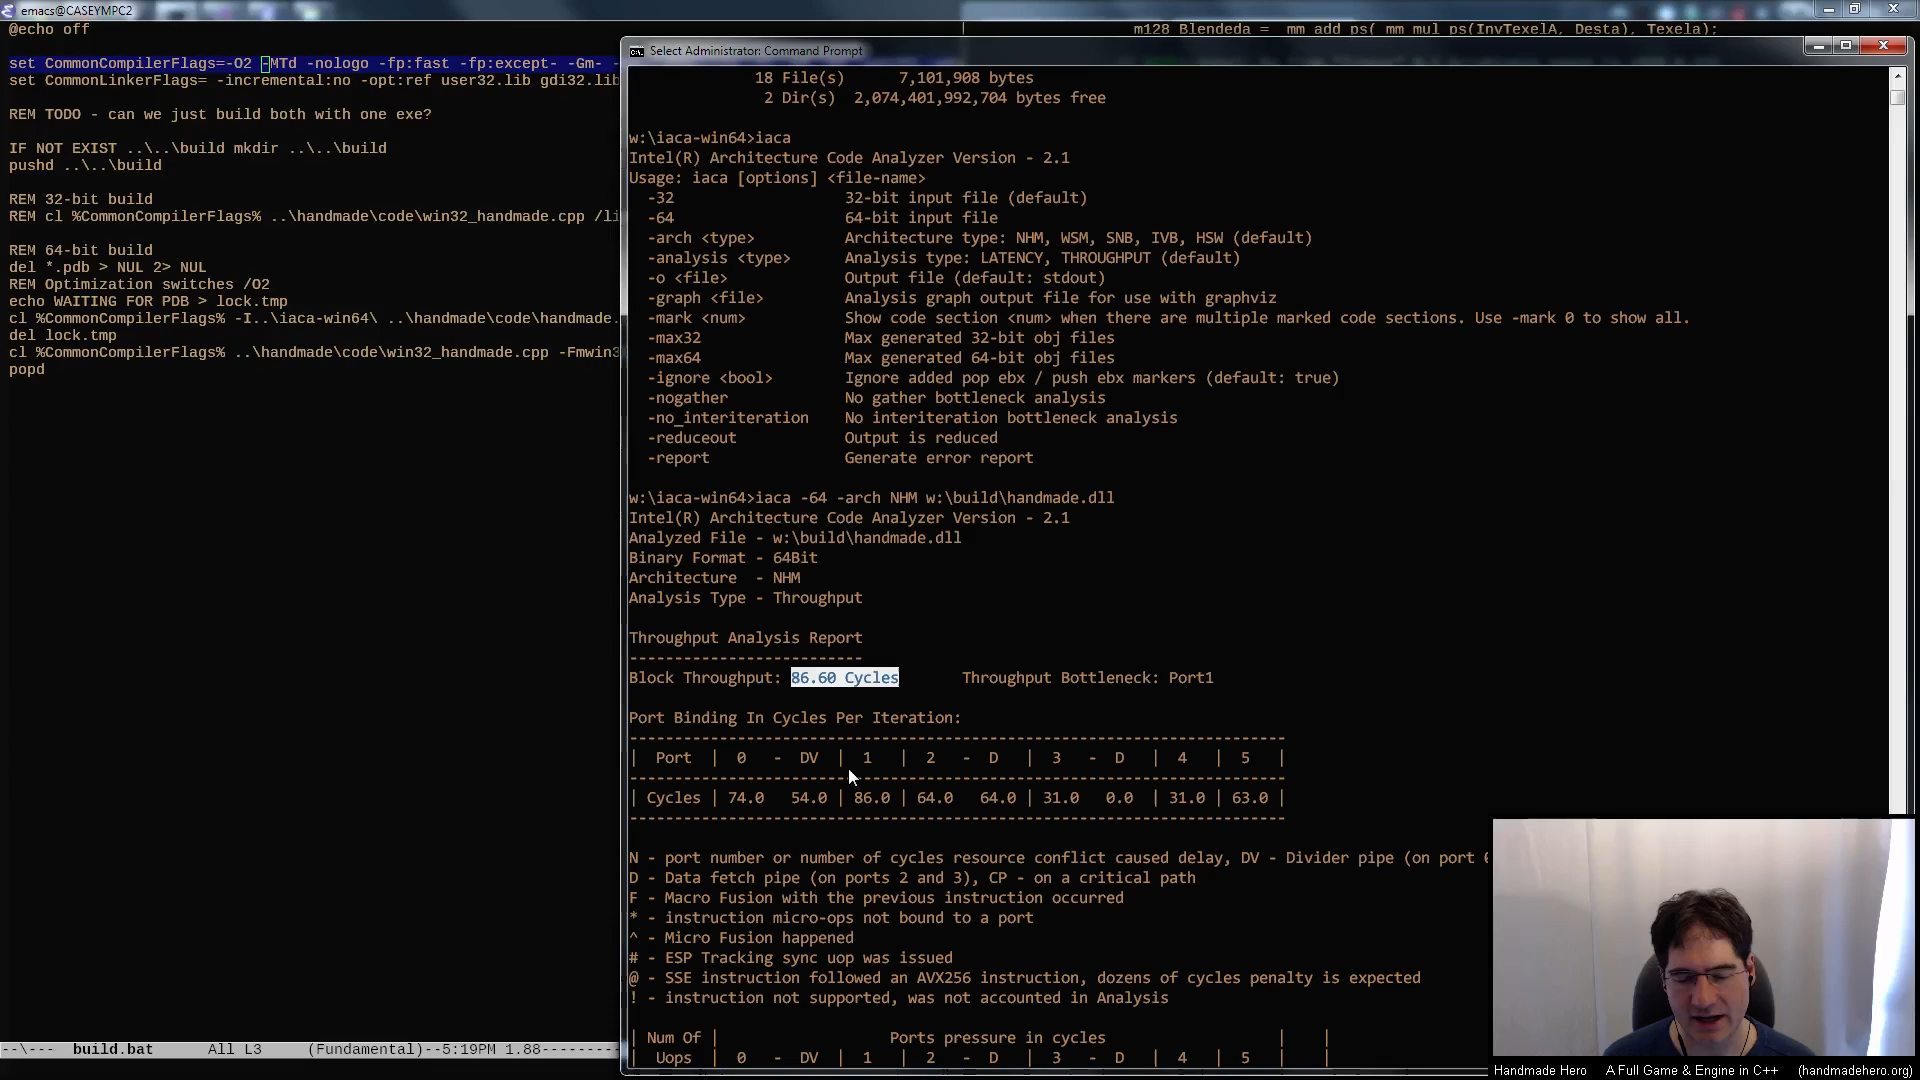 emacs@CASEYMPC2
@echo off
set CommonCompilerFlags=-O2 -MTd -nologo -fp:fast -fp:except- -Gm- -
set CommonLinkerFlags= -incremental:no -opt:ref user32.lib gdi32.lib
REM TODO - can we just build both with one exe?
IF NOT EXIST ..\..\build mkdir ..\..\build
pushd ..\..\build
REM 32-bit build
REM cl %CommonCompilerFlags% ..\handmade\code\win32_handmade.cpp /li
REM 64-bit build
del *.pdb > NUL 2> NUL
REM Optimization switches /O2
echo WAITING FOR PDB > lock.tmp
cl %CommonCompilerFlags% -I..\iaca-win64\ ..\handmade\code\handmade.
del lock.tmp
cl %CommonCompilerFlags% ..\handmade\code\win32_handmade.cpp -Fmwin3
popd
--\--- build.bat All L3 (Fundamental)--5:19PM 1.88---------
m128 Blendeda = mm add ps( mm mul ps(InvTexelA, Desta), Texela);
Select Administrator: Command Prompt
18 File(s) 7,101,908 bytes
2 Dir(s) 2,074,401,992,704 bytes free
w:\iaca-win64>iaca
Intel(R) Architecture Code Analyzer Version - 2.1
Usage: iaca [options] <file-name>
-32 32-bit input file (default)
-64 64-bit input file
-arch <type> Architecture type: NHM, WSM, SNB, IVB, HSW (default)
-analysis <type> Analysis type: LATENCY, THROUGHPUT (default)
-o <file> Output file (default: stdout)
-graph <file> Analysis graph output file for use with graphviz
-mark <num> Show code section <num> when there are multiple marked code sections. Use -mark 0 to show all.
-max32 Max generated 32-bit obj files
-max64 Max generated 64-bit obj files
-ignore <bool> Ignore added pop ebx / push ebx markers (default: true)
-nogather No gather bottleneck analysis
-no_interiteration No interiteration bottleneck analysis
-reduceout Output is reduced
-report Generate error report
w:\iaca-win64>iaca -64 -arch NHM w:\build\handmade.dll
Intel(R) Architecture Code Analyzer Version - 2.1
Analyzed File - w:\build\handmade.dll
Binary Format - 64Bit
Architecture - NHM
Analysis Type - Throughput
Throughput Analysis Report
--------------------------
Block Throughput: 86.60 Cycles Throughput Bottleneck: Port1
Port Binding In Cycles Per Iteration:
-------------------------------------------------------------------------
| Port | 0 - DV | 1 | 2 - D | 3 - D | 4 | 5 |
-------------------------------------------------------------------------
| Cycles | 74.0 54.0 | 86.0 | 64.0 64.0 | 31.0 0.0 | 31.0 | 63.0 |
-------------------------------------------------------------------------
N - port number or number of cycles resource conflict caused delay, DV - Divider pipe (on port
D - Data fetch pipe (on ports 2 and 3), CP - on a critical path
F - Macro Fusion with the previous instruction occurred
* - instruction micro-ops not bound to a port
^ - Micro Fusion happened
# - ESP Tracking sync uop was issued
@ - SSE instruction followed an AVX256 instruction, dozens of cycles penalty is expected
! - instruction not supported, was not accounted in Analysis
| Num Of | Ports pressure in cycles | |
| Uops | 0 - DV | 1 | 2 - D | 3 - D | 4 | 5 | |
Handmade Hero A Full Game & Engine in C++ (handmadehero.org)